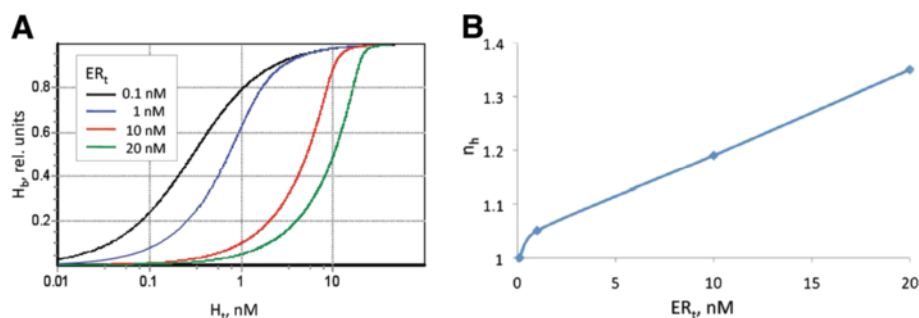 A
H_b, rel. units
0.8
0.6
0.4
0.2
ER_t
0.1 nM
1 nM
10 nM
20 nM
0.01
0.1
1
10
H_t, nM
B
n_h
1.4
1.3
1.2
1.1
1
0
5
10
15
20
ER_t, nM